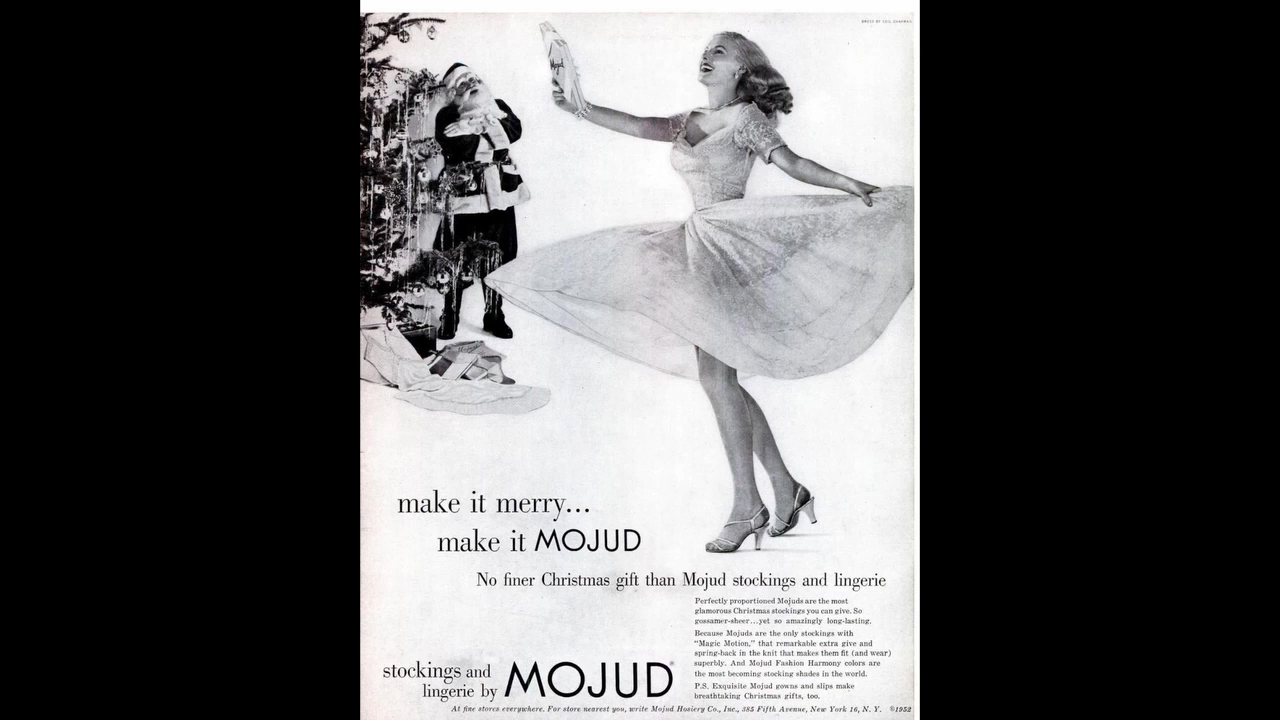 DRESS BY CEIL CHAPMAN
Mojud
make it merry...
make it MOJUD
No finer Christmas gift than Mojud stockings and lingerie
Perfectly proportioned Mojuds are the most
glamorous Christmas stockings you can give. So
gossamer-sheer...yet so amazingly long-lasting.
Because Mojuds are the only stockings with
"Magic Motion," that remarkable extra give and
spring-back in the knit that makes them fit (and wear)
superbly. And Mojud Fashion Harmony colors are
the most becoming stocking shades in the world.
P.S. Exquisite Mojud gowns and slips make
breathtaking Christmas gifts, too.
stockings and
lingerie by MOJUD®
At fine stores everywhere. For store nearest you, write Mojud Hosiery Co., Inc., 385 Fifth Avenue, New York 16, N. Y. ©1952